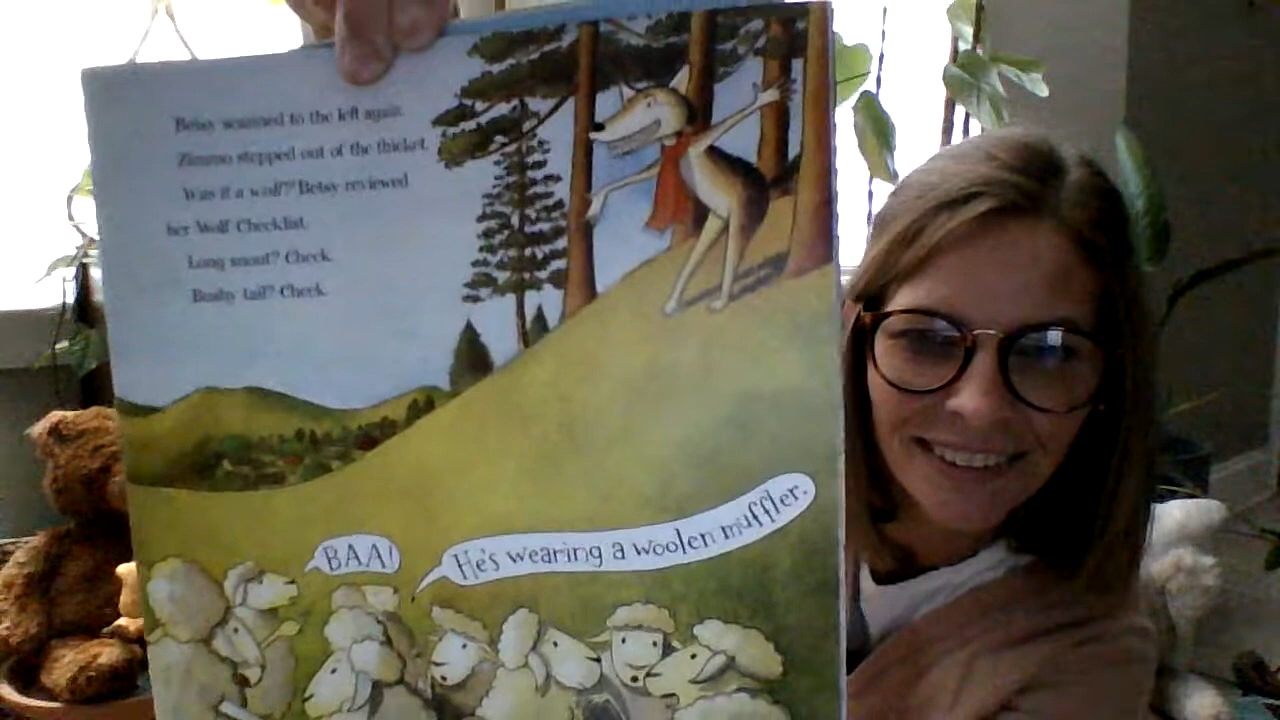 Betsy scanned to the left again.
Zimmo stepped out of the thicket.
Was it a wolf? Betsy reviewed
her Wolf Checklist.
Long snout? Check.
Bushy tail? Check.
BAA!
He's wearing a woolen muffler.